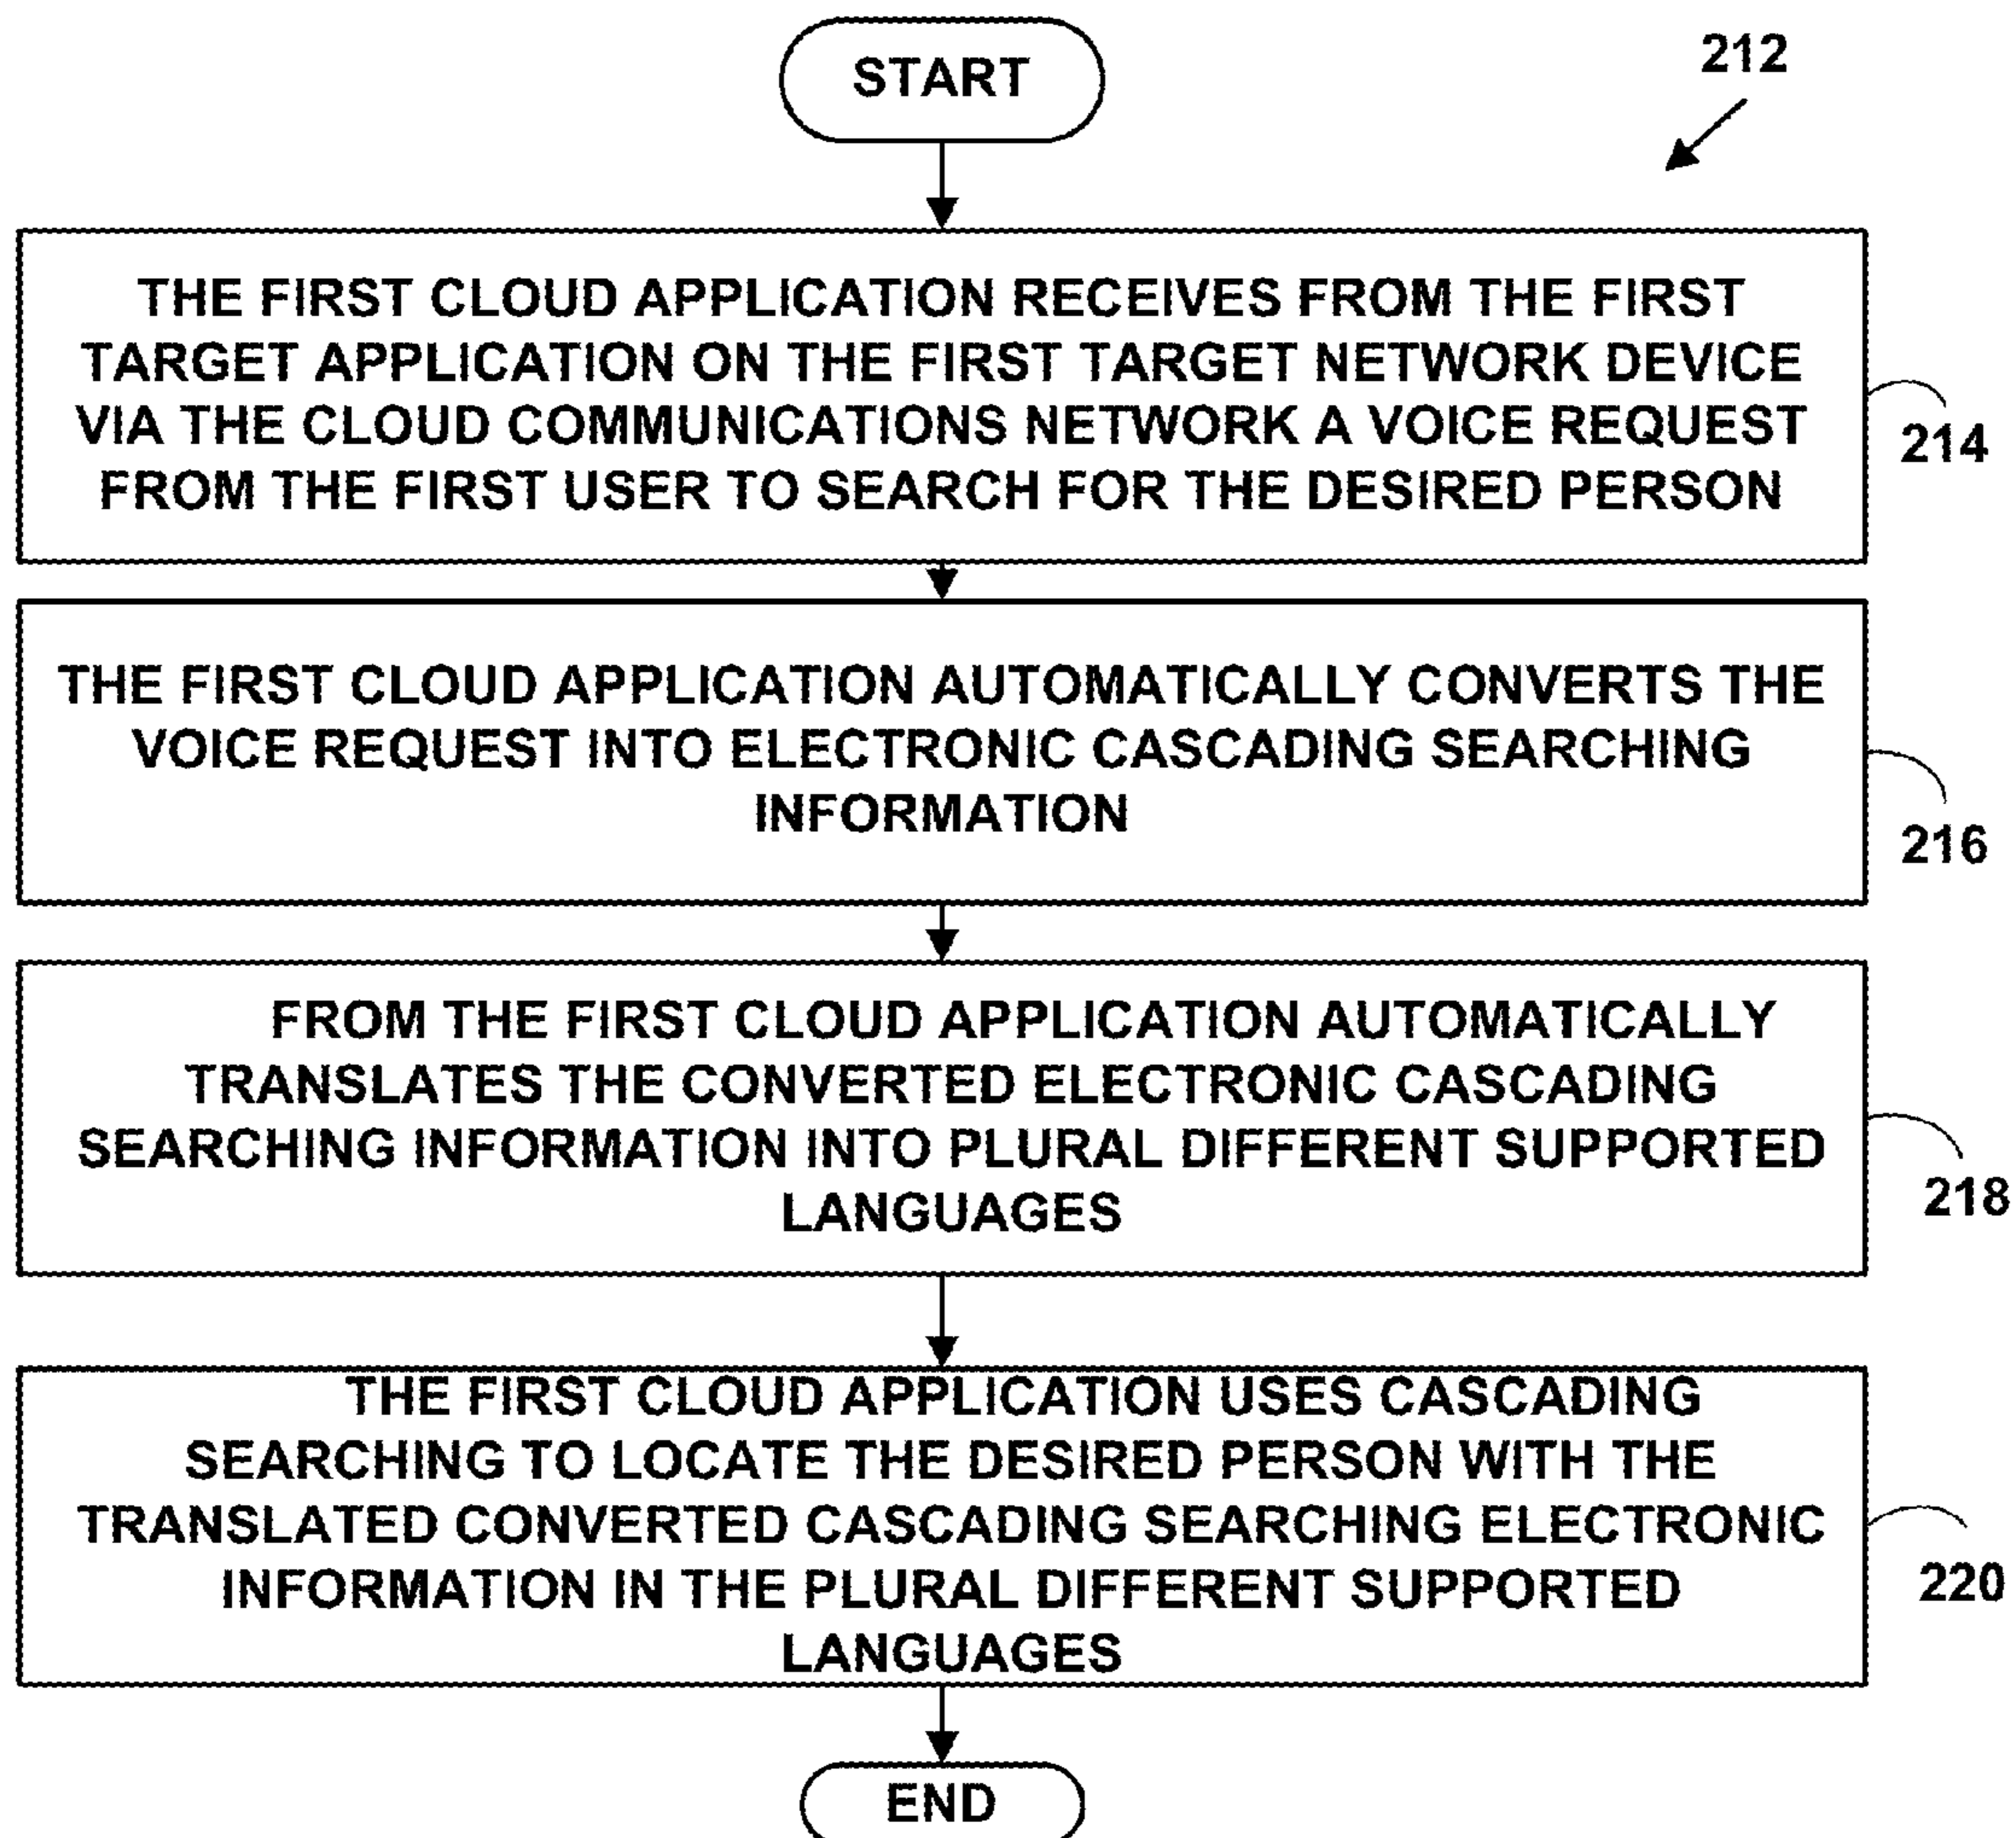 START
212
THE FIRST CLOUD APPLICATION RECEIVES FROM THE FIRST
TARGET APPLICATION ON THE FIRST TARGET NETWORK DEVICE
VIA THE CLOUD COMMUNICATIONS NETWORK A VOICE REQUEST
FROM THE FIRST USER TO SEARCH FOR THE DESIRED PERSON
214
THE FIRST CLOUD APPLICATION AUTOMATICALLY CONVERTS THE
VOICE REQUEST INTO ELECTRONIC CASCADING SEARCHING
INFORMATION
216
FROM THE FIRST CLOUD APPLICATION AUTOMATICALLY
TRANSLATES THE CONVERTED ELECTRONIC CASCADING
SEARCHING INFORMATION INTO PLURAL DIFFERENT SUPPORTED
LANGUAGES
218
THE FIRST CLOUD APPLICATION USES CASCADING
SEARCHING TO LOCATE THE DESIRED PERSON WITH THE
TRANSLATED CONVERTED CASCADING SEARCHING ELECTRONIC
INFORMATION IN THE PLURAL DIFFERENT SUPPORTED
LANGUAGES
220
END